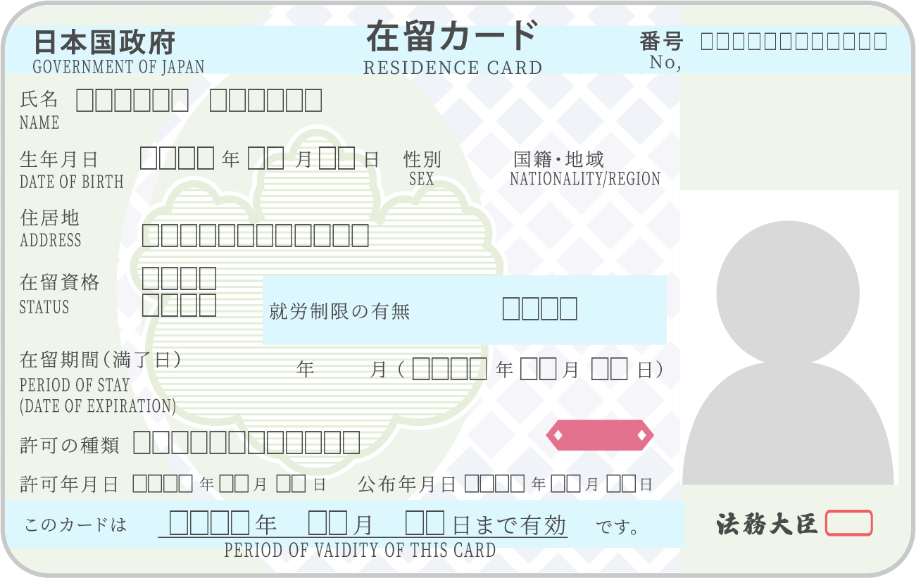 日本国政府 在留カード 番号 □□□□□□□□□□□□
GOVERNMENT OF JAPAN RESIDENCE CARD No,
氏名 □□□□□□ □□□□□□
NAME
生年月日 □□□□年□□月□□日 性別 国籍・地域
DATE OF BIRTH SEX NATIONALITY/REGION
住居地 □□□□□□□□□□□□
ADDRESS
在留資格 □□□□
STATUS □□□□
就労制限の有無 □□□□
在留期間(満了日) 年 月(□□□□年□□月□□日)
PERIOD OF STAY
(DATE OF EXPIRATION)
許可の種類 □□□□□□□□□□□□
許可年月日 □□□□年□□月□□日 公布年月日□□□□年□□月□□日
このカードは □□□□年 □□月 □□日まで有効 です。 法務大臣
PERIOD OF VAIDITY OF THIS CARD